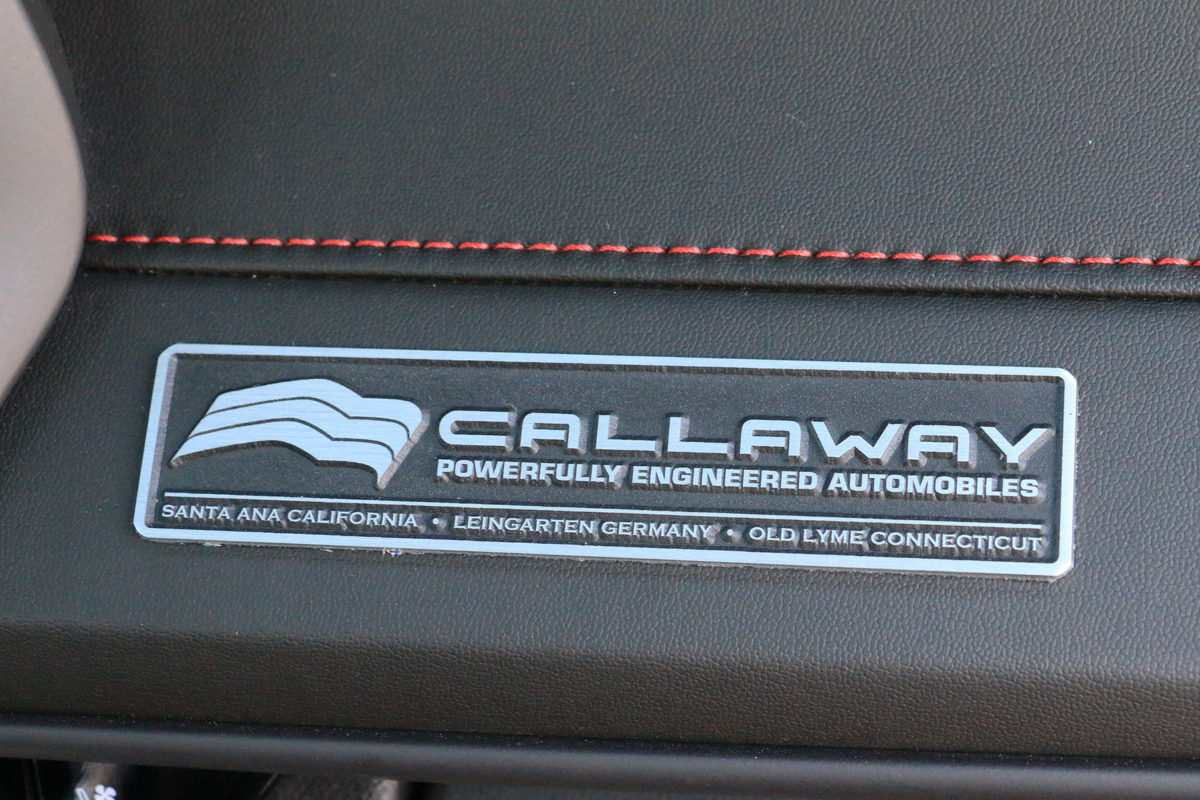 CALLAWAY
POWERFULLY ENGINEERED AUTOMOBILES
SANTA ANA CALIFORNIA • LEINGARTEN GERMANY • OLD LYME CONNECTICUT